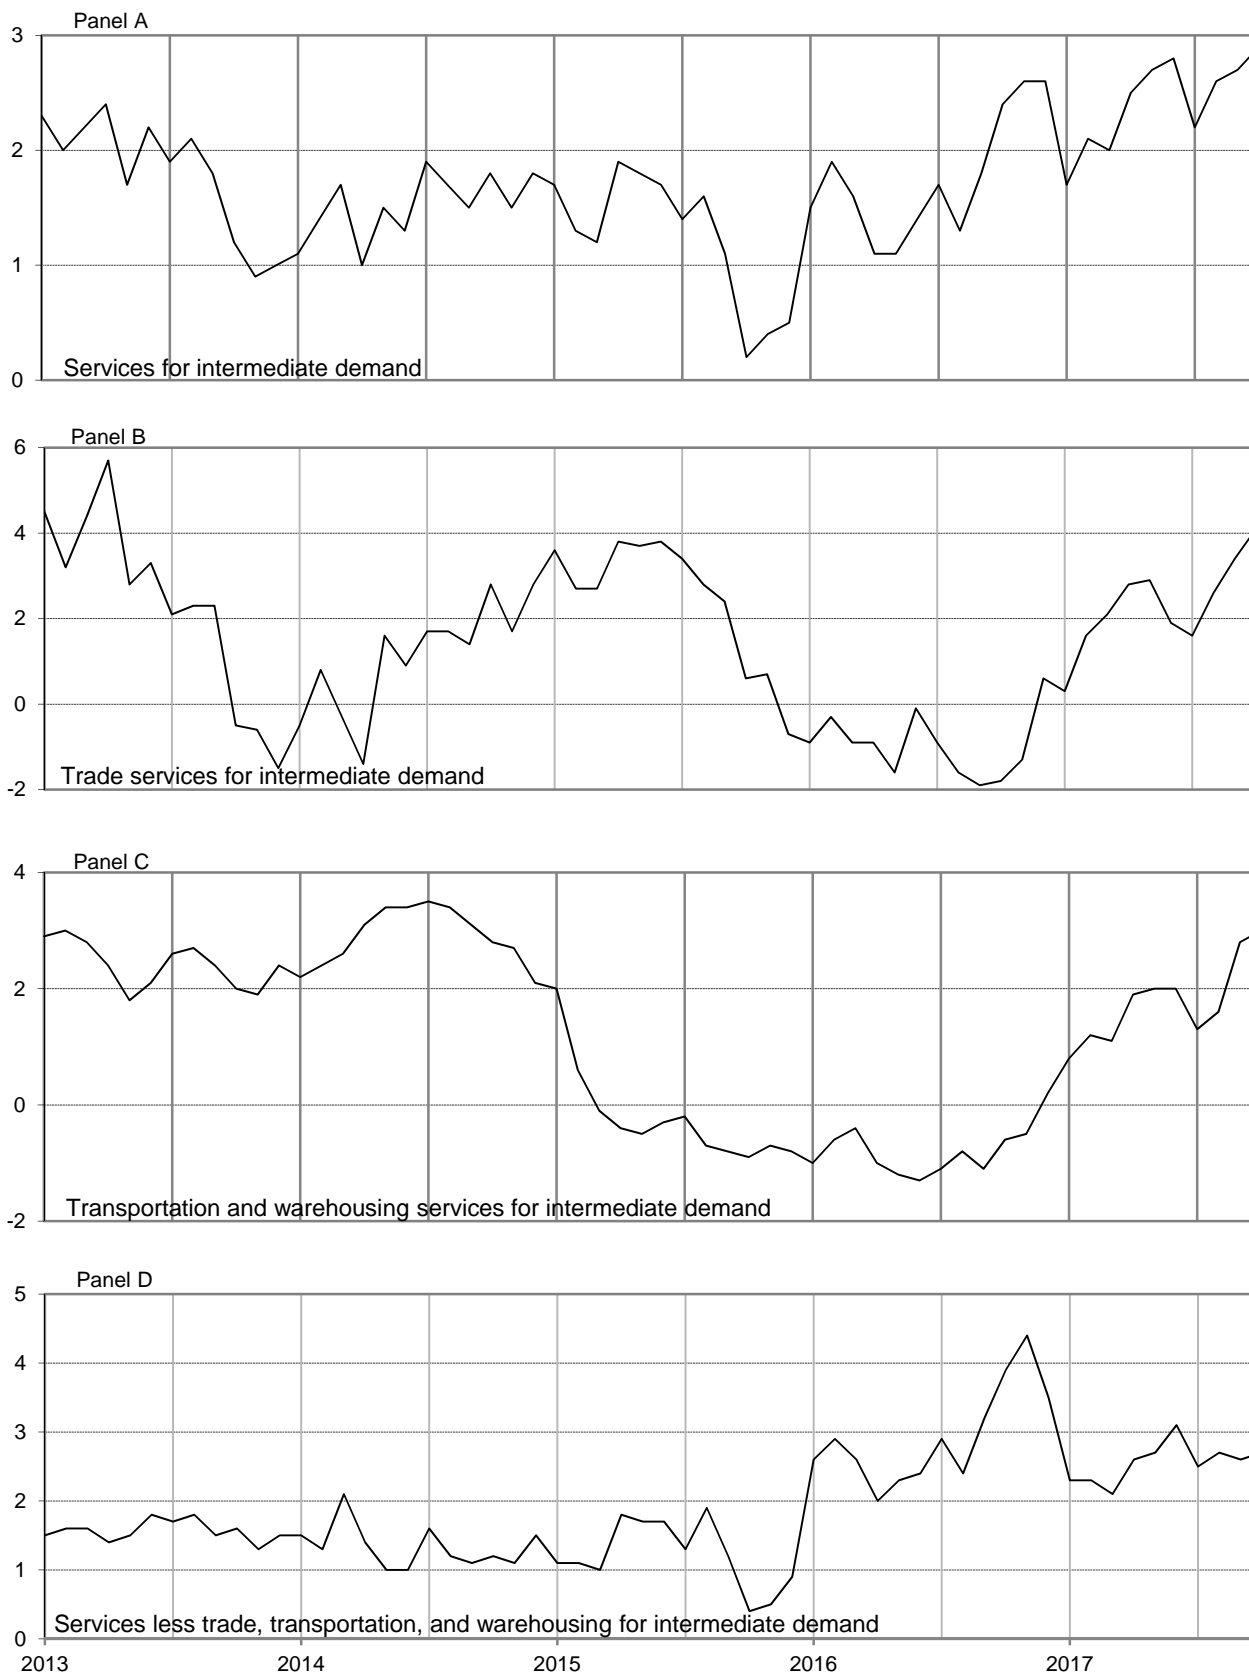 Panel A
3
2
1
0
Services for intermediate demand
Panel B
6
4
2
0
-2
Trade services for intermediate demand
Panel C
4
2
0
-2
Transportation and warehousing services for intermediate demand
Panel D
5
4
3
2
1
0
Services less trade, transportation, and warehousing for intermediate demand
2013 2014 2015 2016 2017